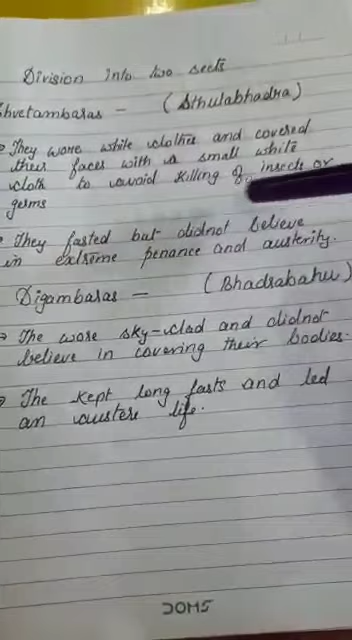 Division into two sects
Shvetambaras - (Sthulabhadra)
They wore white clothes and covered
their faces with a small white
cloth to avoid killing of insects or
germs
They fasted but didnot believe
in extreme penance and austerity.
Digambaras - (Bhadrabahu)
→ The wore sky-clad and didnot
believe in covering their bodies.
→ The kept long fasts and led
an austere life.
DOMS